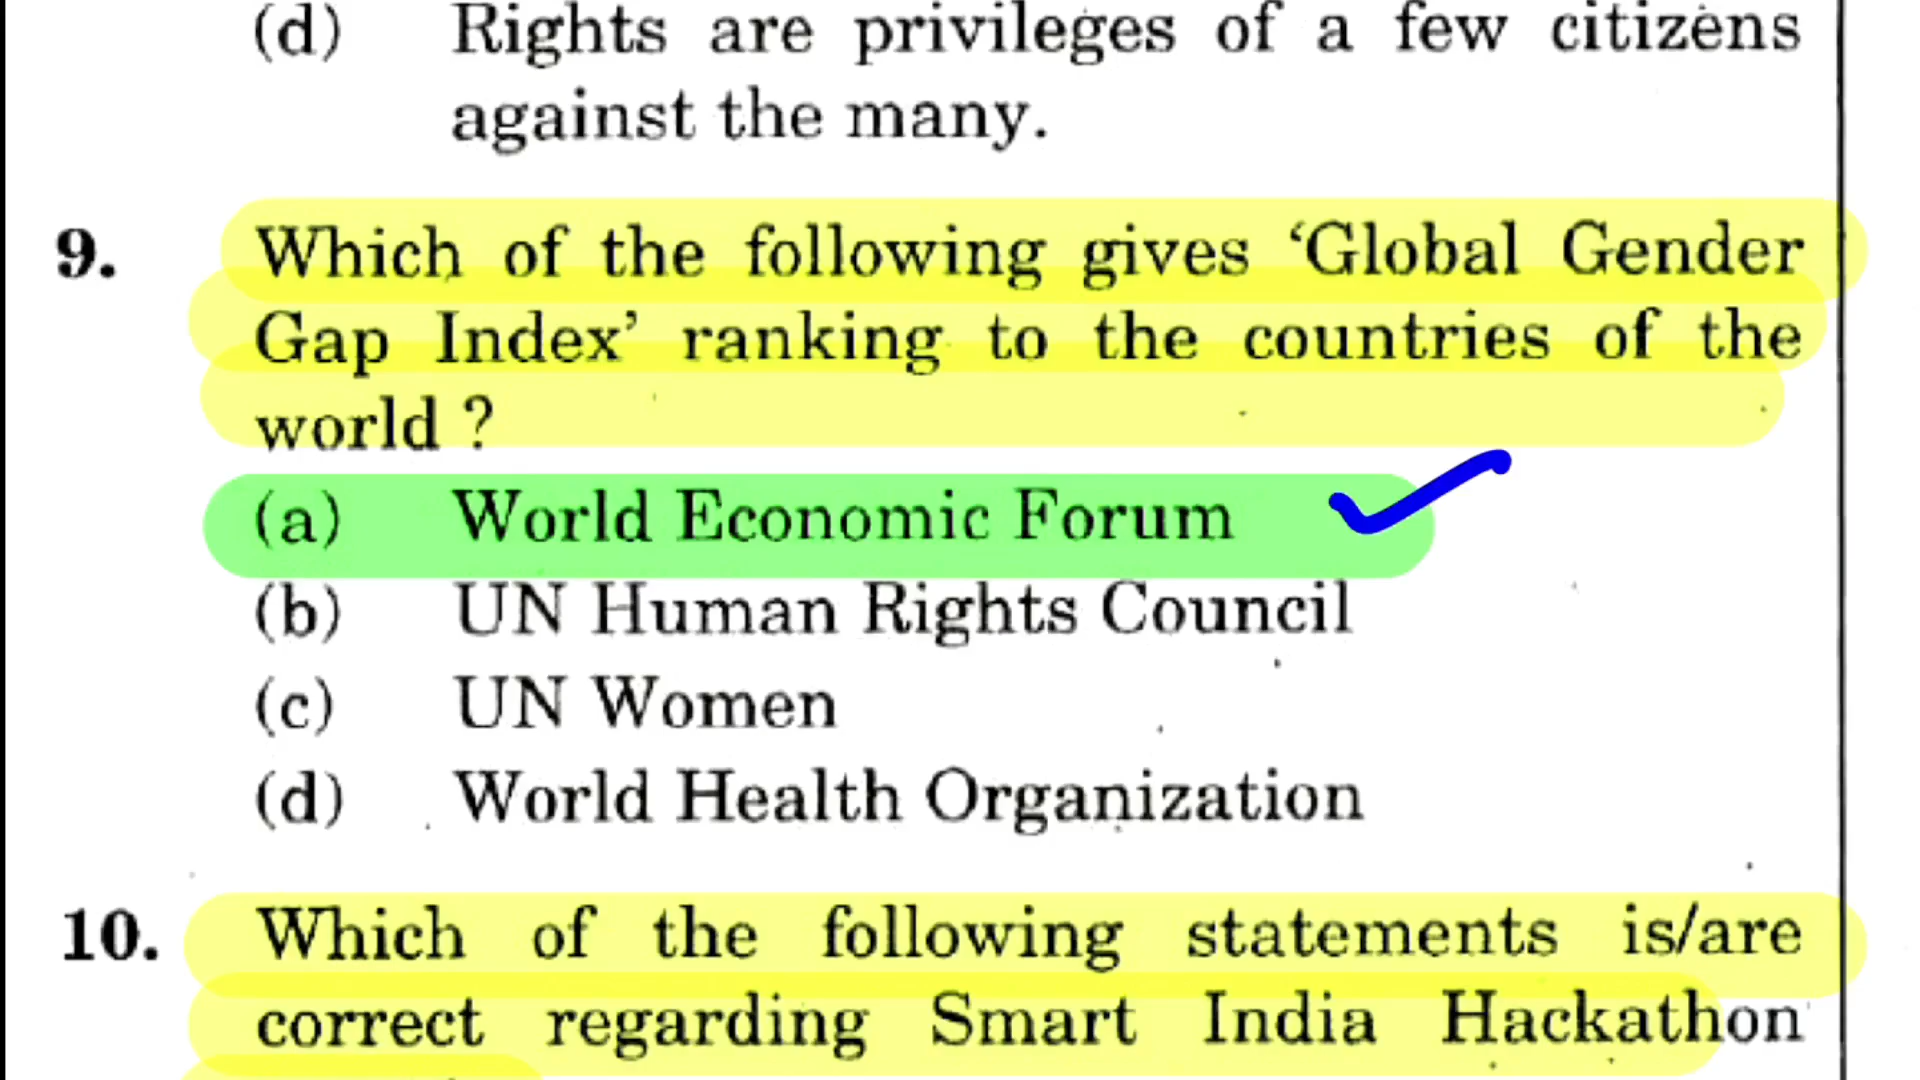 (d) Rights are privileges of a few citizens
against the many.
9. Which of the following gives ‘Global Gender
Gap Index’ ranking to the countries of the
world ?
(a) World Economic Forum
(b) UN Human Rights Council
(c) UN Women
(d) World Health Organization
10. Which of the following statements is/are
correct regarding Smart India Hackathon